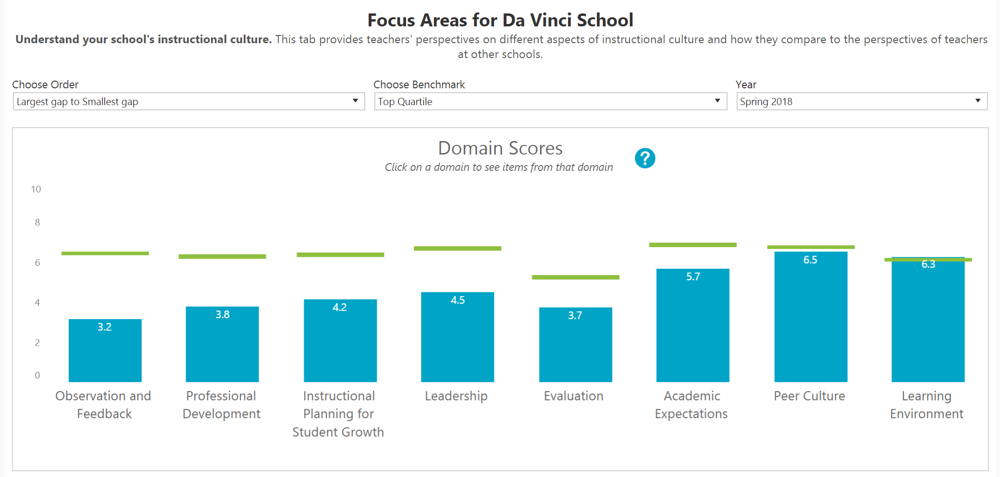 Focus Areas for Da Vinci School
Understand your school's instructional culture. This tab provides teachers' perspectives on different aspects of instructional culture and how they compare to the perspectives of teachers
at other schools.
Choose Order
Choose Benchmark
Year
Largest gap to Smallest gap
Top Quartile
Spring 2018
Domain Scores
?
Click on a domain to see items from that domain
10
8
6
4
2
0
3.2
3.8
4.2
4.5
3.7
5.7
6.5
6.3
Observation and
Feedback
Professional
Development
Instructional
Planning for
Student Growth
Leadership
Evaluation
Academic
Expectations
Peer Culture
Learning
Environment